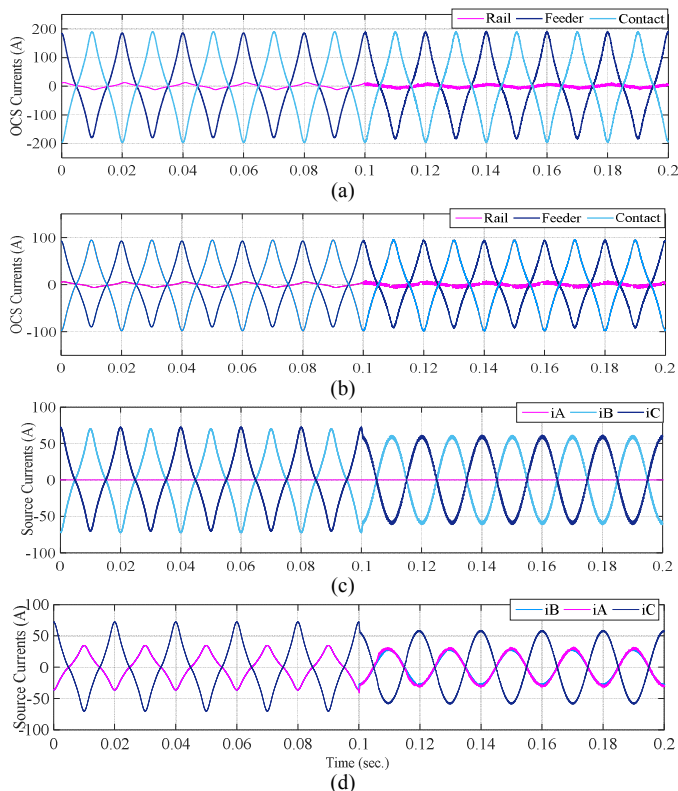 Rail Feeder Contact
OCS Currents (A)
200
100
0
-100
-200
0 0.02 0.04 0.06 0.08 0.1 0.12 0.14 0.16 0.18 0.2
(a)
Rail Feeder Contact
OCS Currents (A)
100
0
-100
0 0.02 0.04 0.06 0.08 0.1 0.12 0.14 0.16 0.18 0.2
(b)
iA iB iC
Source Currents (A)
100
50
0
-50
-100
0 0.02 0.04 0.06 0.08 0.1 0.12 0.14 0.16 0.18 0.2
(c)
iB iA iC
Source Currents (A)
100
50
0
-50
-100
0 0.02 0.04 0.06 0.08 0.1 0.12 0.14 0.16 0.18 0.2
Time (sec.)
(d)